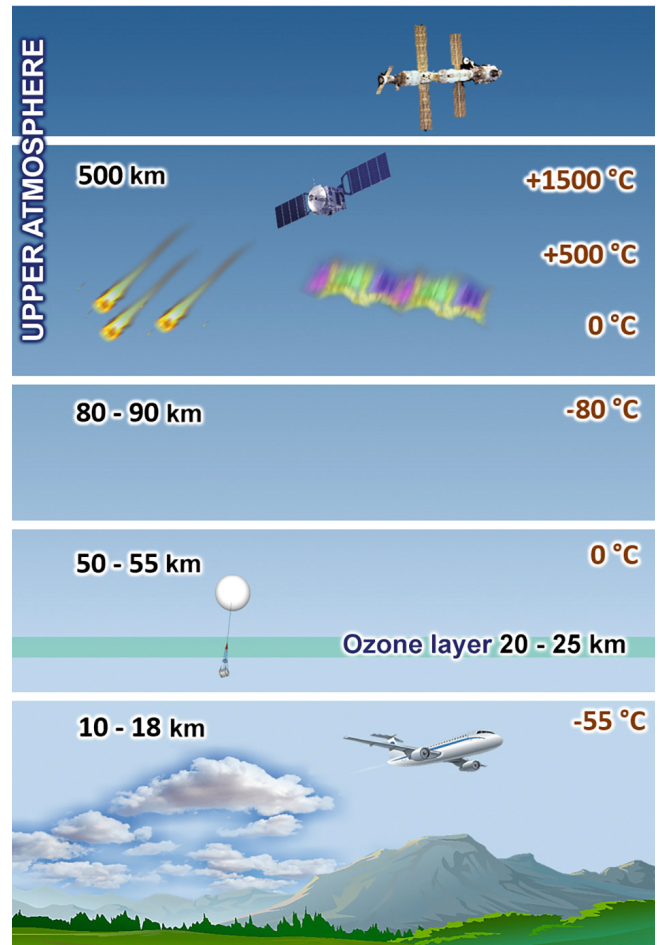 UPPER ATMOSPHERE
500 km
+1500 °C
+500 °C
0 °C
80 - 90 km
-80 °C
50 - 55 km
0 °C
Ozone layer 20 - 25 km
10 - 18 km
-55 °C